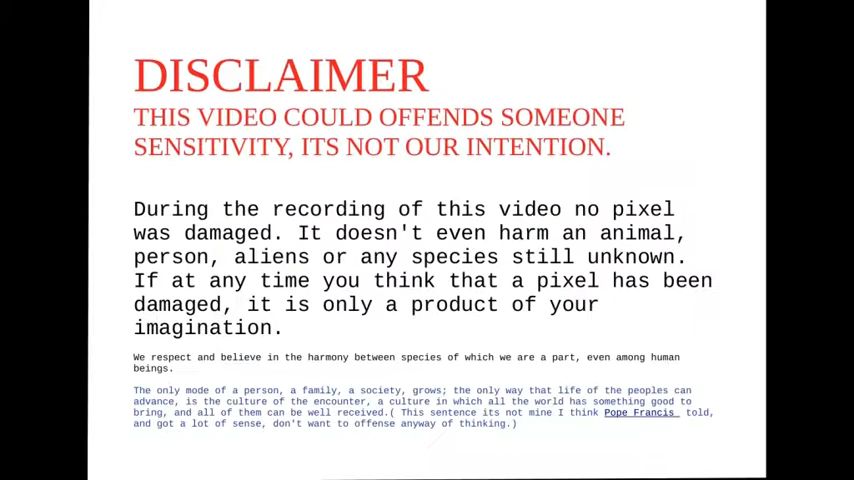 DISCLAIMER
THIS VIDEO COULD OFFENDS SOMEONE
SENSITIVITY, ITS NOT OUR INTENTION.
During the recording of this video no pixel
was damaged. It doesn't even harm an animal,
person, aliens or any species still unknown.
If at any time you think that a pixel has been
damaged, it is only a product of your
imagination.
We respect and believe in the harmony between species of which we are a part, even among human
beings.
The only mode of a person, a family, a society, grows; the only way that life of the peoples can
advance, is the culture of the encounter, a culture in which all the world has something good to
bring, and all of them can be well received.( This sentence its not mine I think Pope Francis told,
and got a lot of sense, don't want to offense anyway of thinking.)